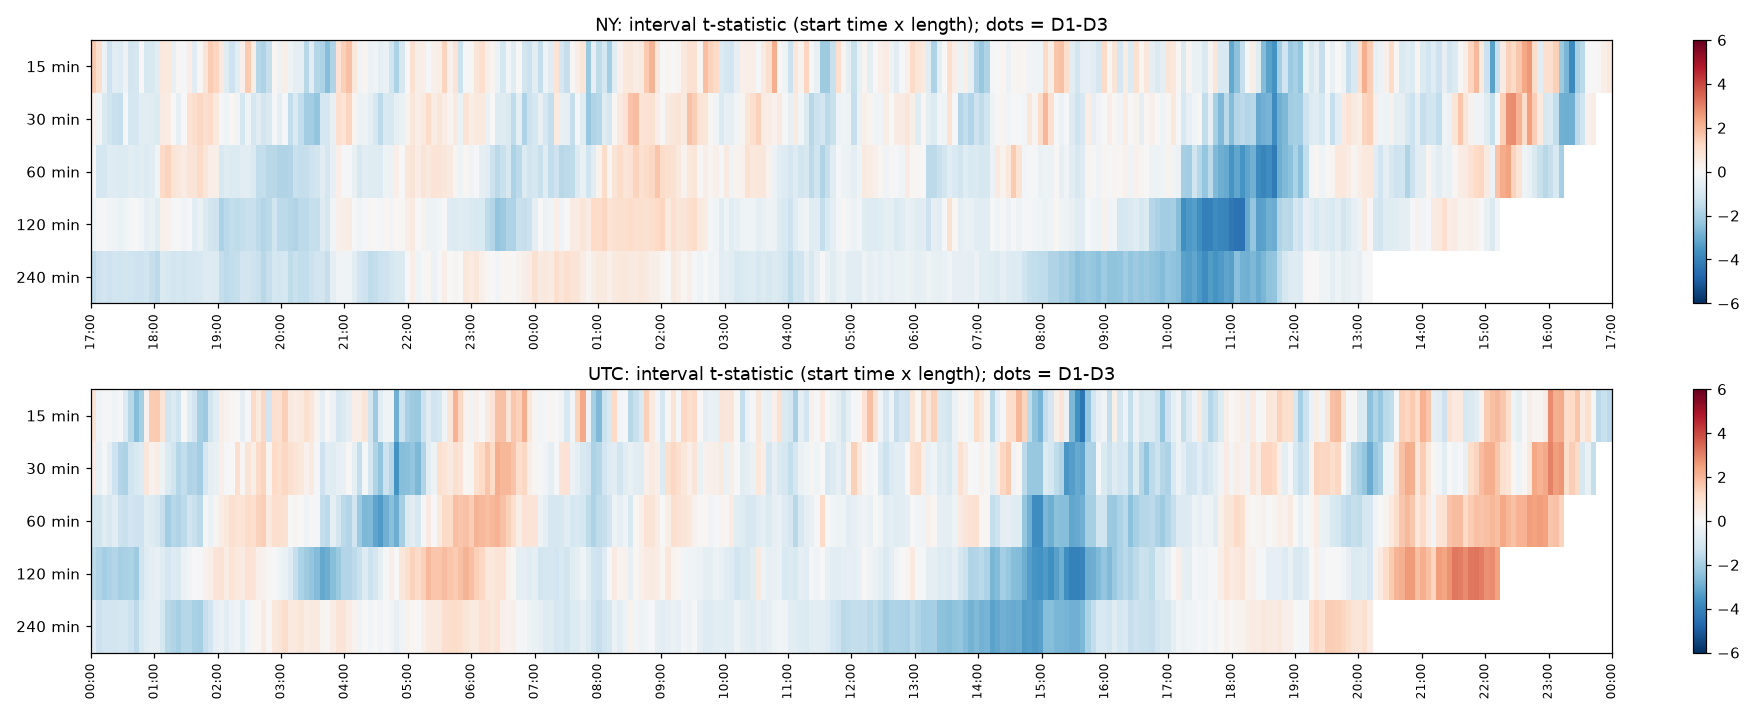 NY: interval t-statistic (start time x length); dots = D1-D3
15 min
30 min
60 min
120 min
240 min
17:00 18:00 19:00 20:00 21:00 22:00 23:00 00:00 01:00 02:00 03:00 04:00 05:00 06:00 07:00 08:00 09:00 10:00 11:00 12:00 13:00 14:00 15:00 16:00 17:00
6
4
2
0
−2
−4
−6
UTC: interval t-statistic (start time x length); dots = D1-D3
15 min
30 min
60 min
120 min
240 min
00:00 01:00 02:00 03:00 04:00 05:00 06:00 07:00 08:00 09:00 10:00 11:00 12:00 13:00 14:00 15:00 16:00 17:00 18:00 19:00 20:00 21:00 22:00 23:00 00:00
6
4
2
0
−2
−4
−6